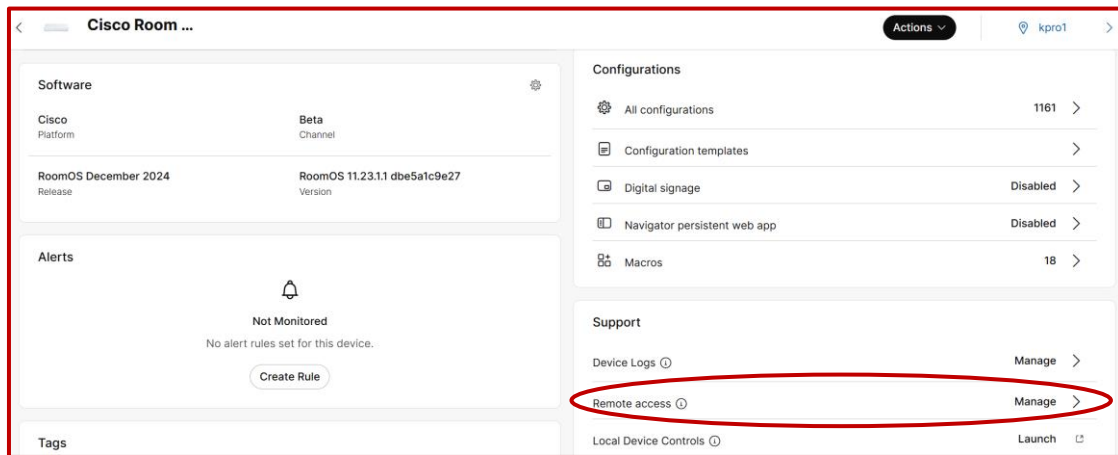 Cisco Room ...
Actions
kpro1
Software
Cisco
Platform
Beta
Channel
RoomOS December 2024
Release
RoomOS 11.23.1.1 dbe5a1c9e27
Version
Alerts
Not Monitored
No alert rules set for this device.
Create Rule
Tags
Configurations
All configurations 1161
Configuration templates
Digital signage Disabled
Navigator persistent web app Disabled
Macros 18
Support
Device Logs Manage
Remote access Manage
Local Device Controls Launch